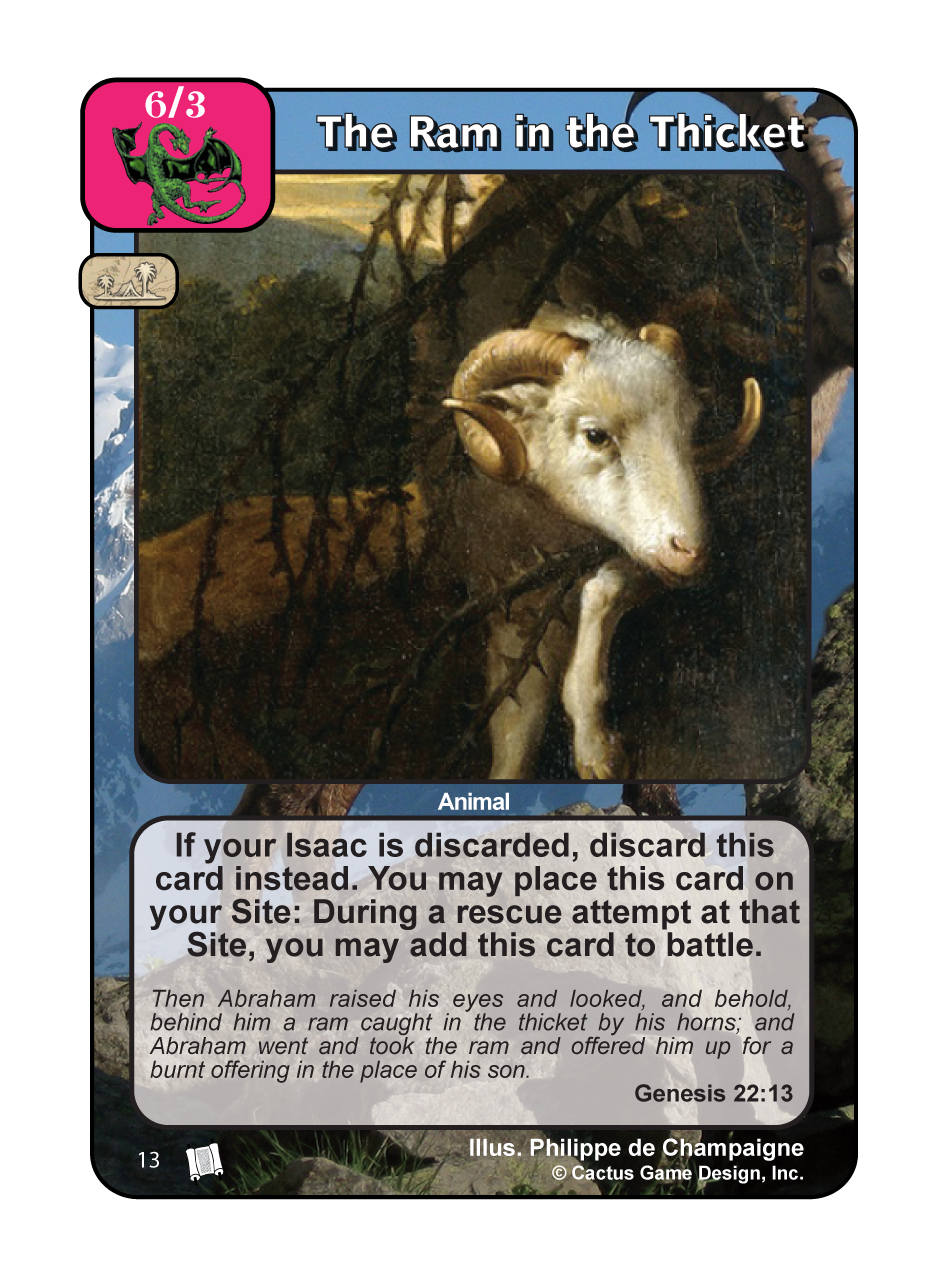 6/3
The Ram in the Thicket
Animal
If your Isaac is discarded, discard this
card instead. You may place this card on
your Site: During a rescue attempt at that
Site, you may add this card to battle.
Then Abraham raised his eyes and looked, and behold,
behind him a ram caught in the thicket by his horns; and
Abraham went and took the ram and offered him up for a
burnt offering in the place of his son.
Genesis 22:13
13
Illus. Philippe de Champaigne
© Cactus Game Design, Inc.